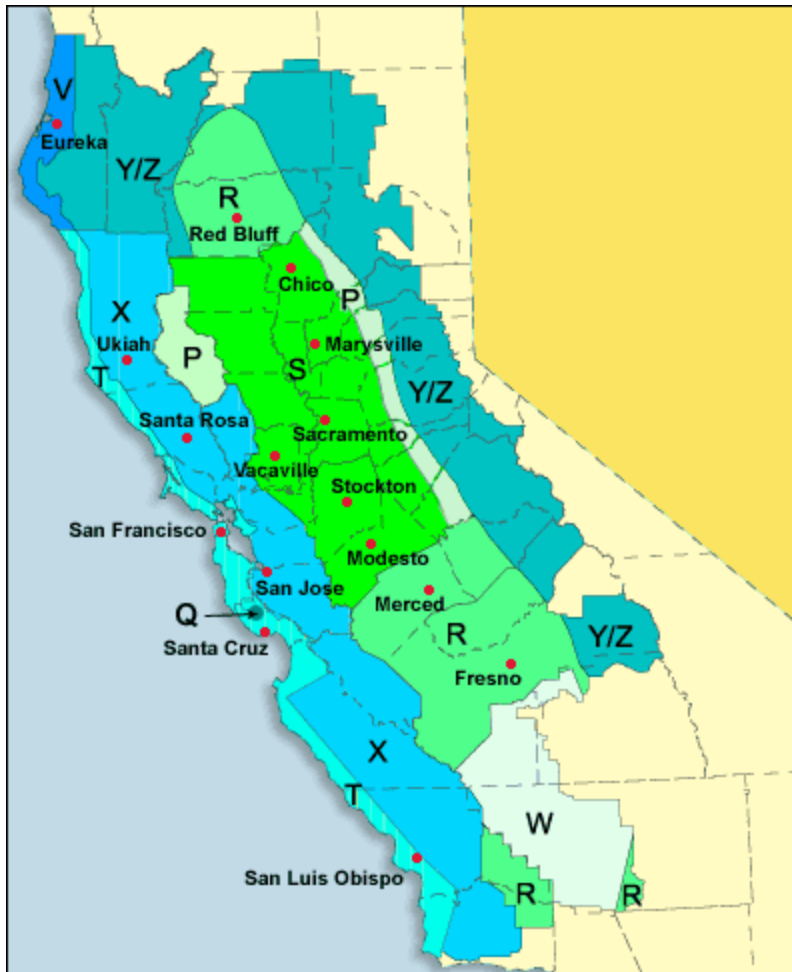 V
Eureka
Y/Z
R
Red Bluff
Chico
X
P
Ukiah
P
Marysville
T
S
Y/Z
Santa Rosa
Sacramento
Vacaville
Stockton
San Francisco
Modesto
San Jose
Merced
Q
Santa Cruz
R
Y/Z
Fresno
X
T
W
San Luis Obispo
R
R